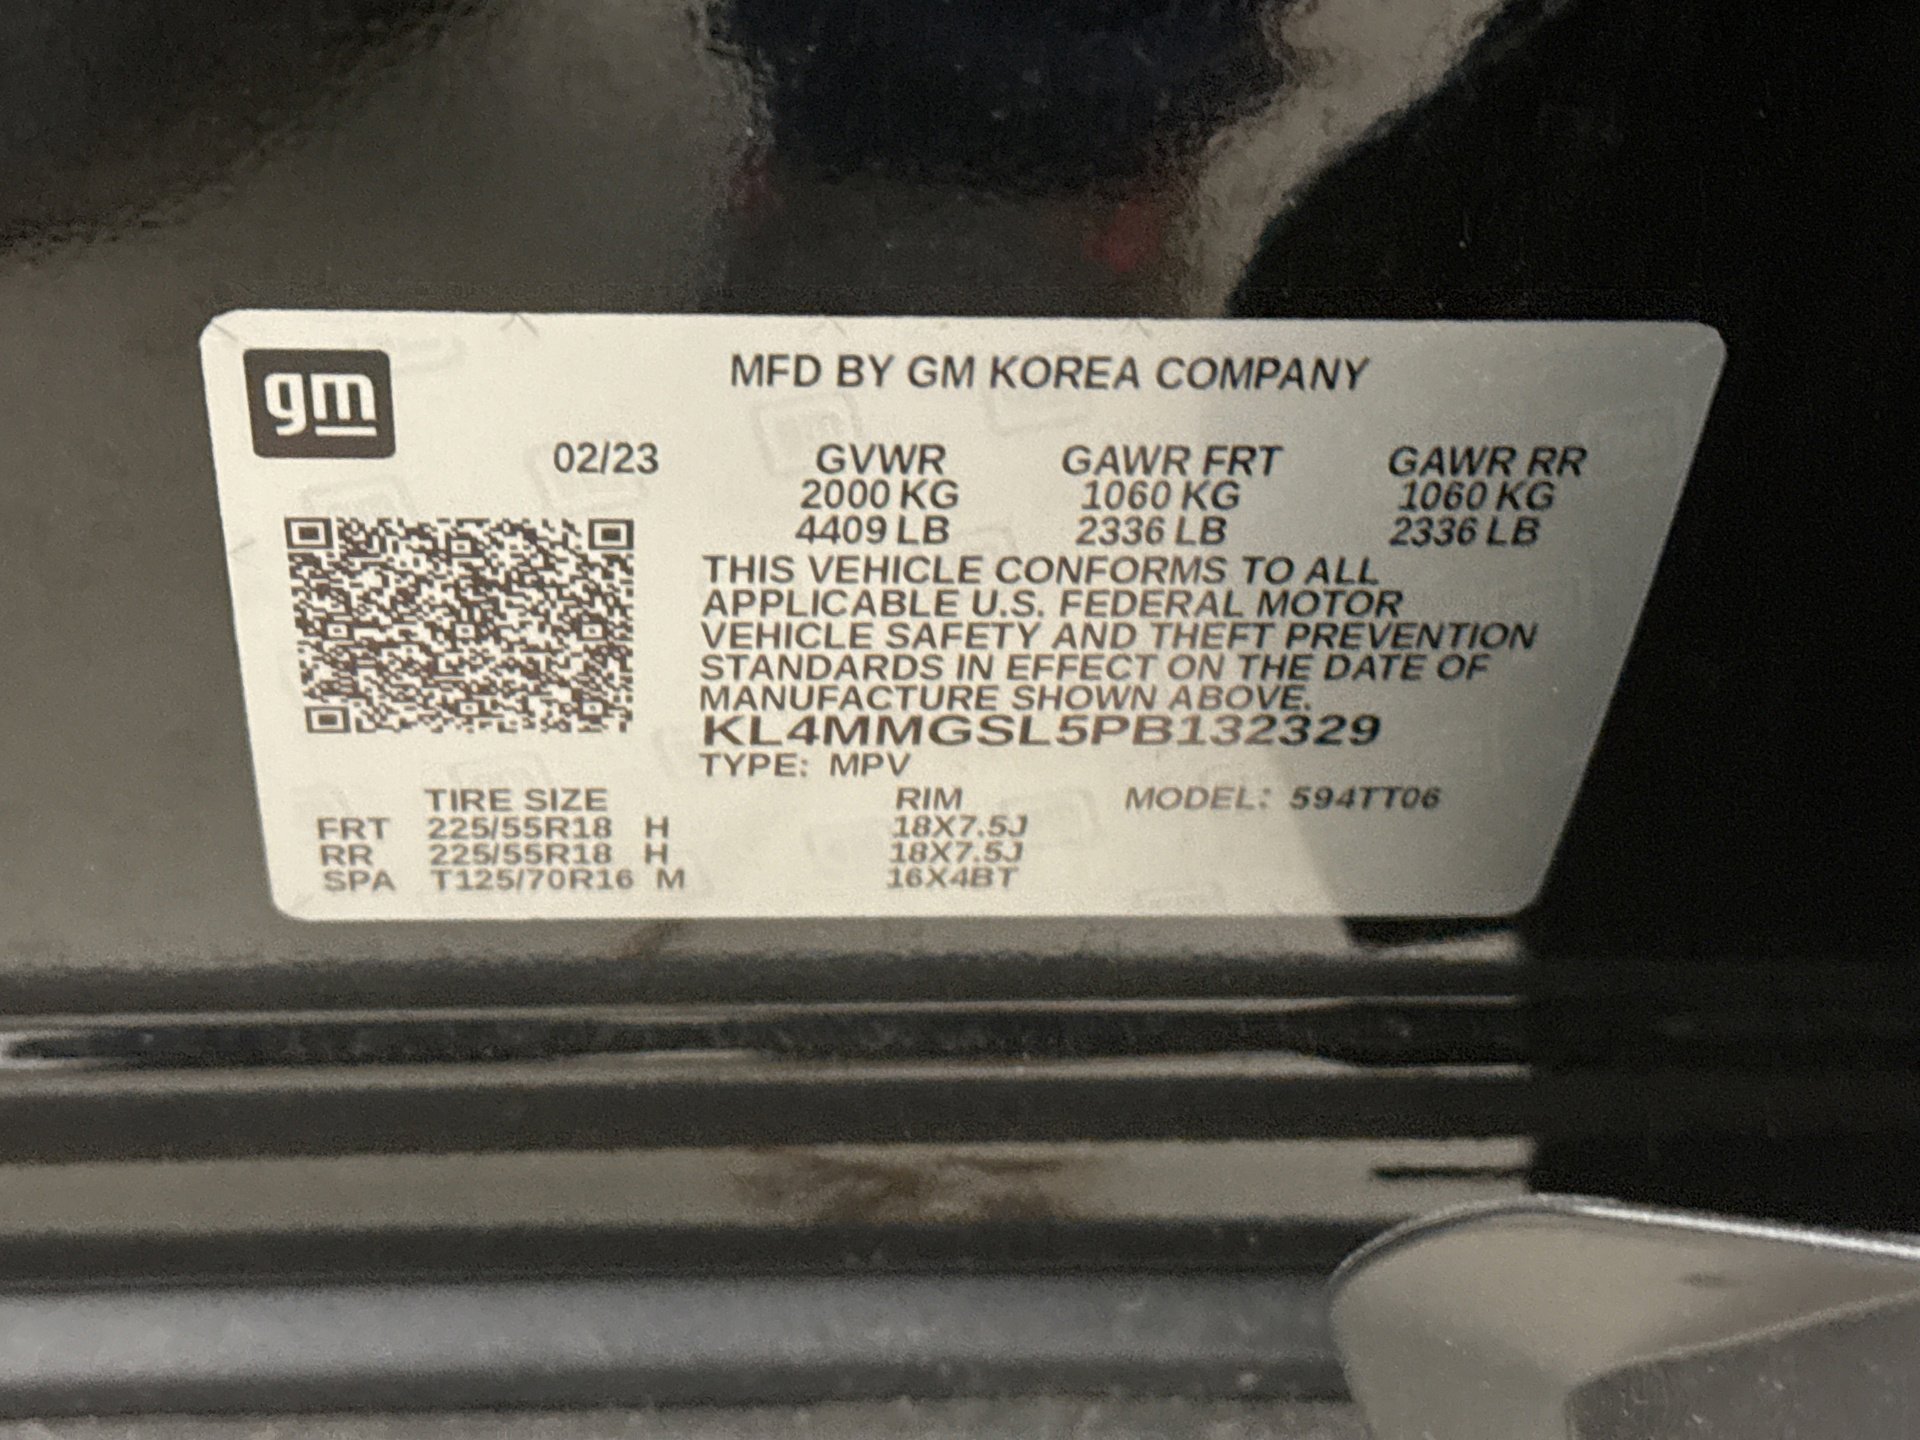 gm
MFD BY GM KOREA COMPANY
02/23 GVWR GAWR FRT GAWR RR
2000 KG 1060 KG 1060 KG
4409 LB 2336 LB 2336 LB
THIS VEHICLE CONFORMS TO ALL
APPLICABLE U.S. FEDERAL MOTOR
VEHICLE SAFETY AND THEFT PREVENTION
STANDARDS IN EFFECT ON THE DATE OF
MANUFACTURE SHOWN ABOVE.
KL4MMGSL5PB132329
TYPE: MPV
TIRE SIZE RIM MODEL: 594TT06
FRT 225/55R18 H 18X7.5J
RR 225/55R18 H 18X7.5J
SPA T125/70R16 M 16X4BT